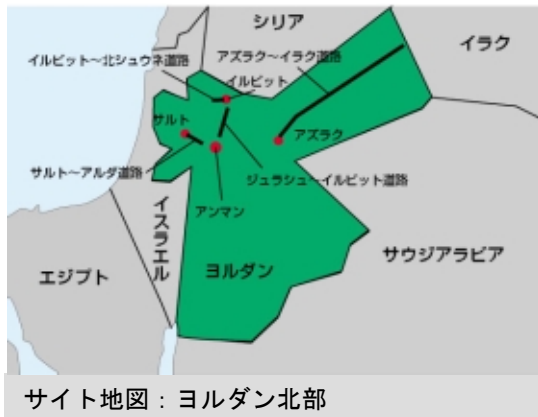 シリア
イラク
イルビット～北シュウネ道路
アズラク～イラク道路
イルビット
サルト
アズラク
サルト～アルダ道路
ジュラシュ～イルビット道路
アンマン
イスラエル
エジプト
ヨルダン
サウジアラビア
サイト地図：ヨルダン北部